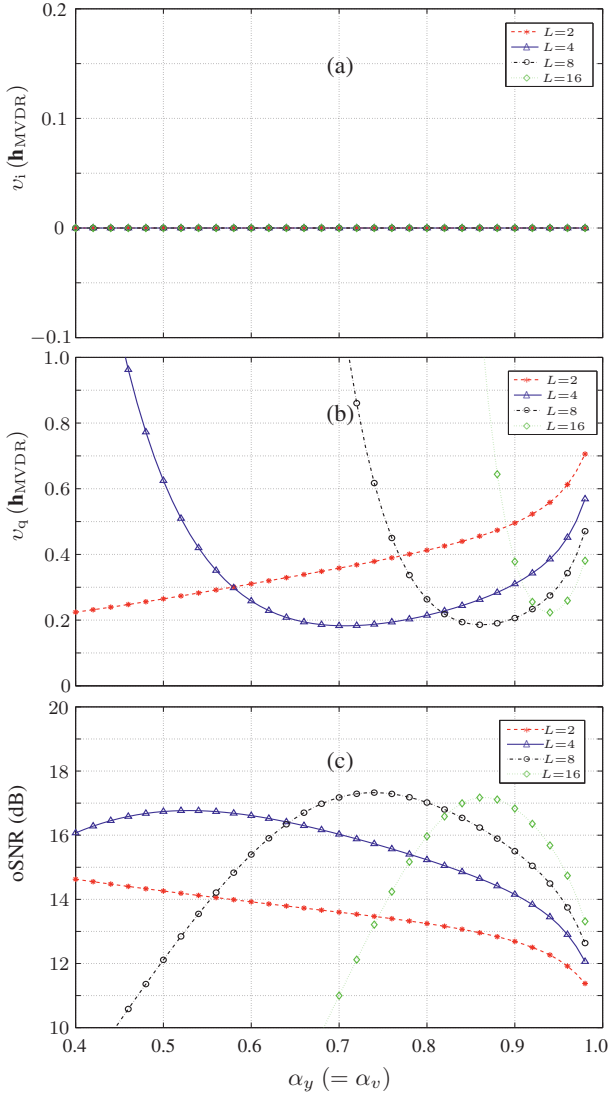 0.2
0.1
0
−0.1
v_i (h_MVDR)
(a)
L=2
L=4
L=8
L=16
1.0
0.8
0.6
0.4
0.2
0
v_q (h_MVDR)
(b)
L=2
L=4
L=8
L=16
20
18
16
14
12
10
oSNR (dB)
(c)
L=2
L=4
L=8
L=16
0.4 0.5 0.6 0.7 0.8 0.9 1.0
α_y (= α_v)